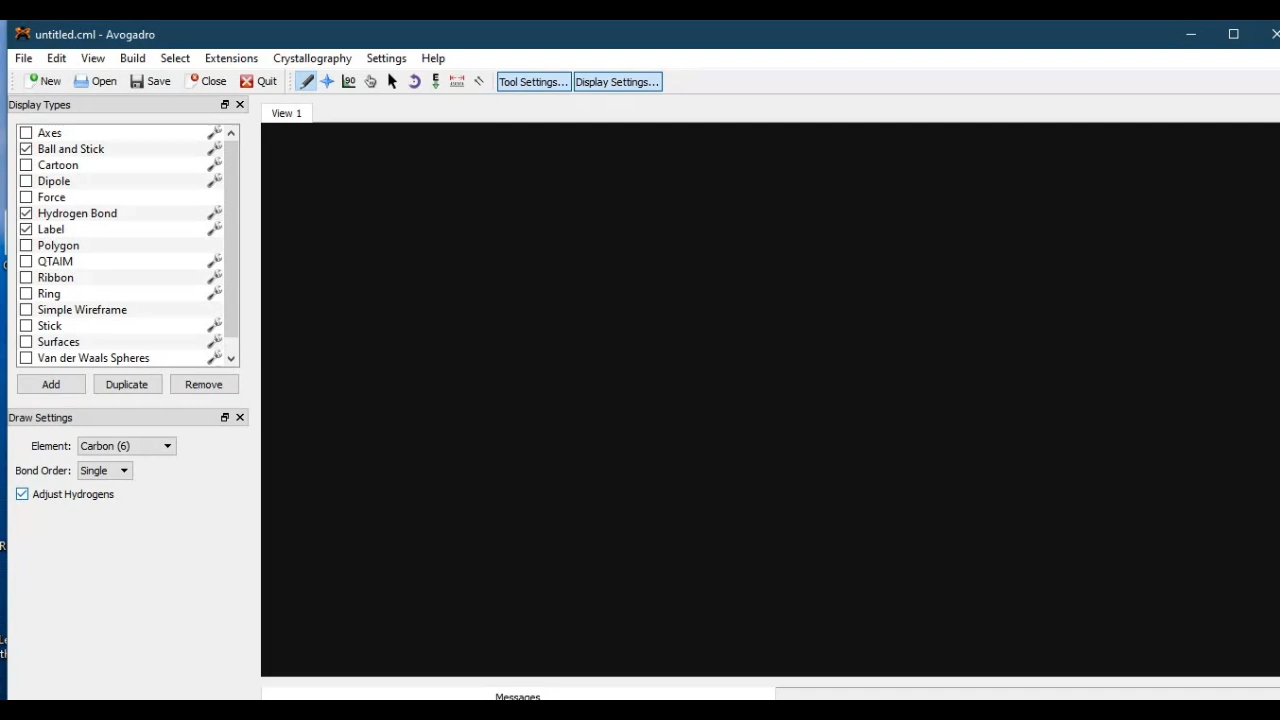 untitled.cml - Avogadro
File Edit View Build Select Extensions Crystallography Settings Help
New Open Save Close Quit 90 E Tool Settings... Display Settings...
Display Types
View 1
Axes
Ball and Stick
Cartoon
Dipole
Force
Hydrogen Bond
Label
Polygon
QTAIM
Ribbon
Ring
Simple Wireframe
Stick
Surfaces
Van der Waals Spheres
Add Duplicate Remove
Draw Settings
Element: Carbon (6)
Bond Order: Single
Adjust Hydrogens
Messages